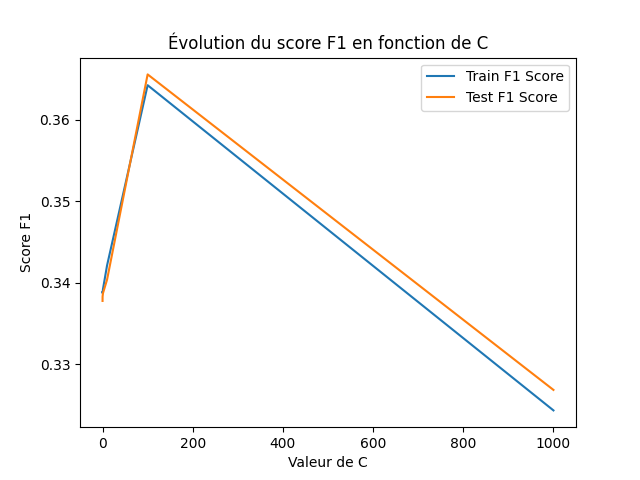 Évolution du score F1 en fonction de C
Train F1 Score
Test F1 Score
Score F1
0.36
0.35
0.34
0.33
0 200 400 600 800 1000
Valeur de C